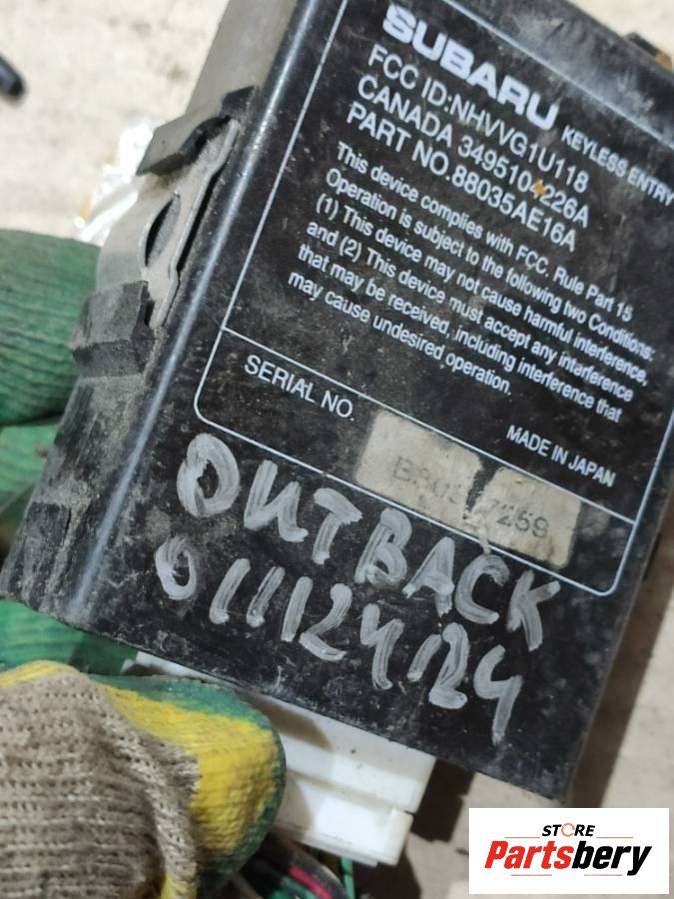 SUBARU KEYLESS ENTRY
FCC ID:NHVVG1U118
CANADA 3495104226A
PART NO.88035AE16A
This device complies with FCC. Rule Part 15
Operation is subject to the following two Conditions:
(1) This device may not cause harmful interference,
and (2) This device must accept any interference
that may be received, including interference that
may cause undesired operation.
MADE IN JAPAN
SERIAL NO.
OUTBACK
01112424
STORE
Partsbery